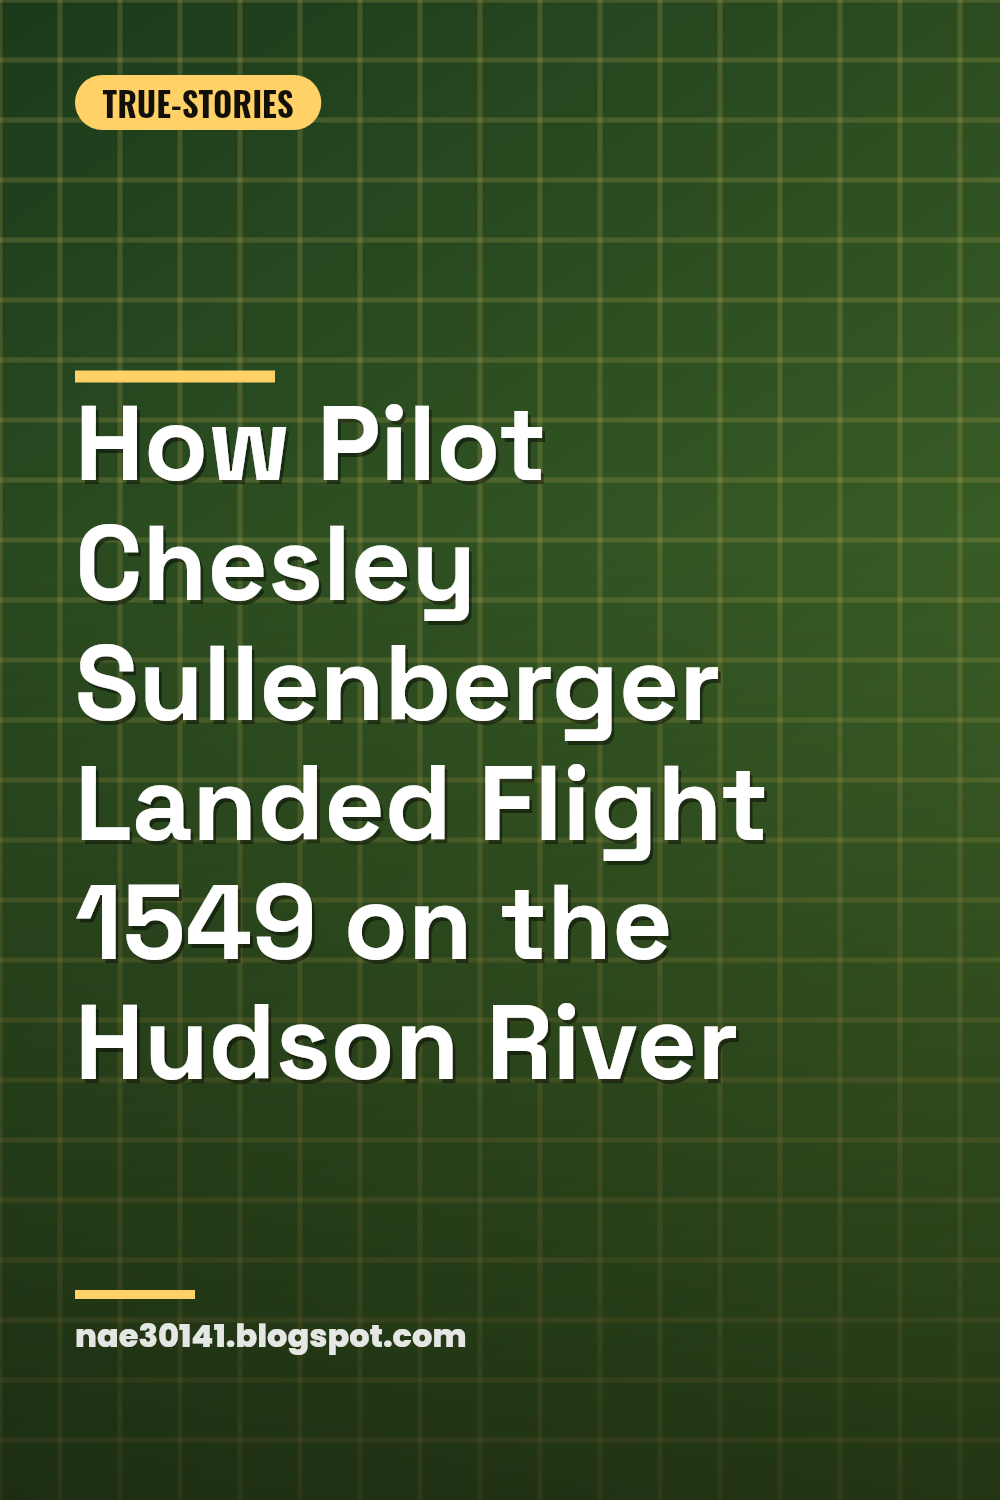 TRUE-STORIES
How Pilot
Chesley
Sullenberger
Landed Flight
1549 on the
Hudson River
nae30141.blogspot.com